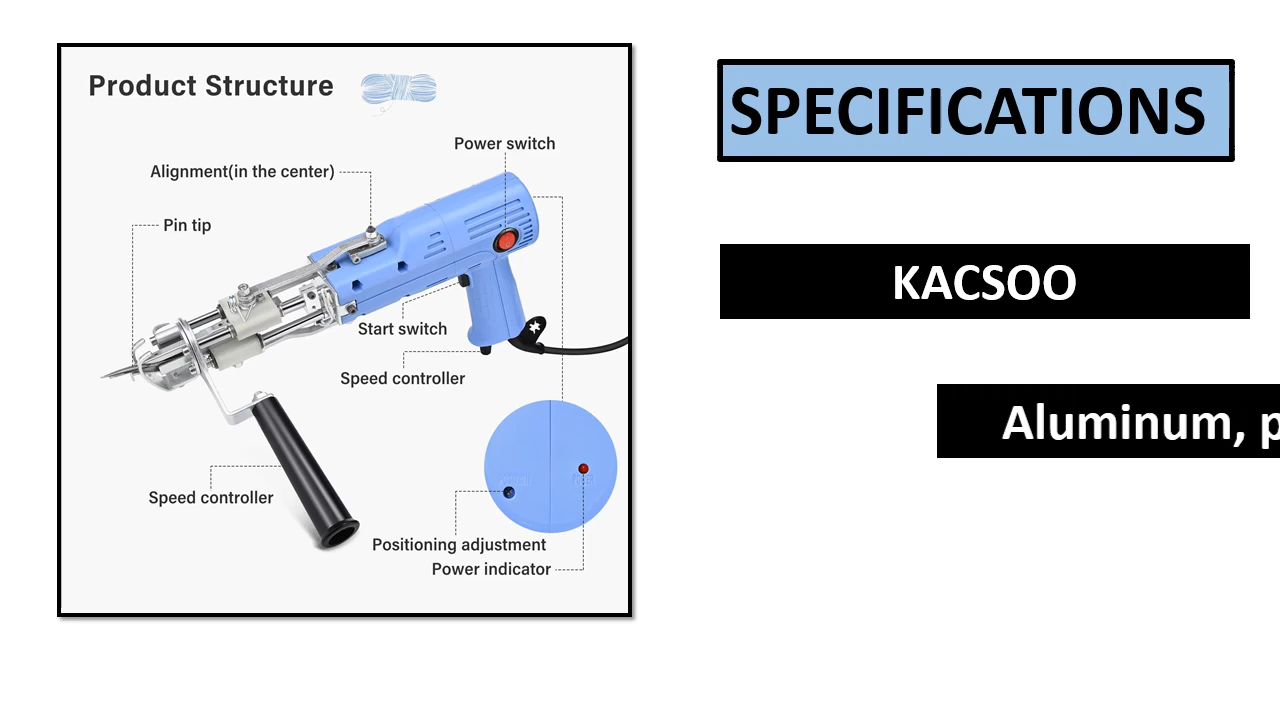 Product Structure
Power switch
Alignment(in the center)
Pin tip
Start switch
Speed controller
Speed controller
Positioning adjustment
Power indicator
SPECIFICATIONS
KACSOO
Aluminum,